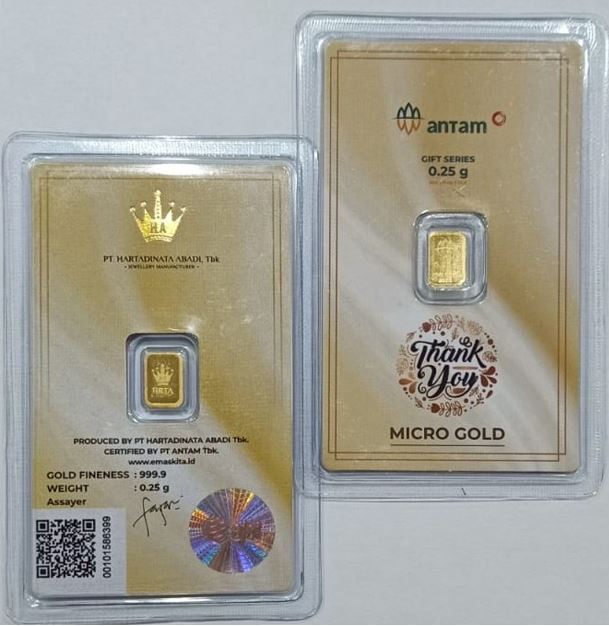 H.A
PT. HARTADINATA ABADI, Tbk
- JEWELLERY MANUFACTURER -
HRTA
PRODUCED BY PT HARTADINATA ABADI Tbk.
CERTIFIED BY PT ANTAM Tbk.
www.emaskita.id
GOLD FINENESS : 999.9
WEIGHT : 0.25 g
Assayer
00101586399
antam
GIFT SERIES
0.25 g
Thank
You
MICRO GOLD